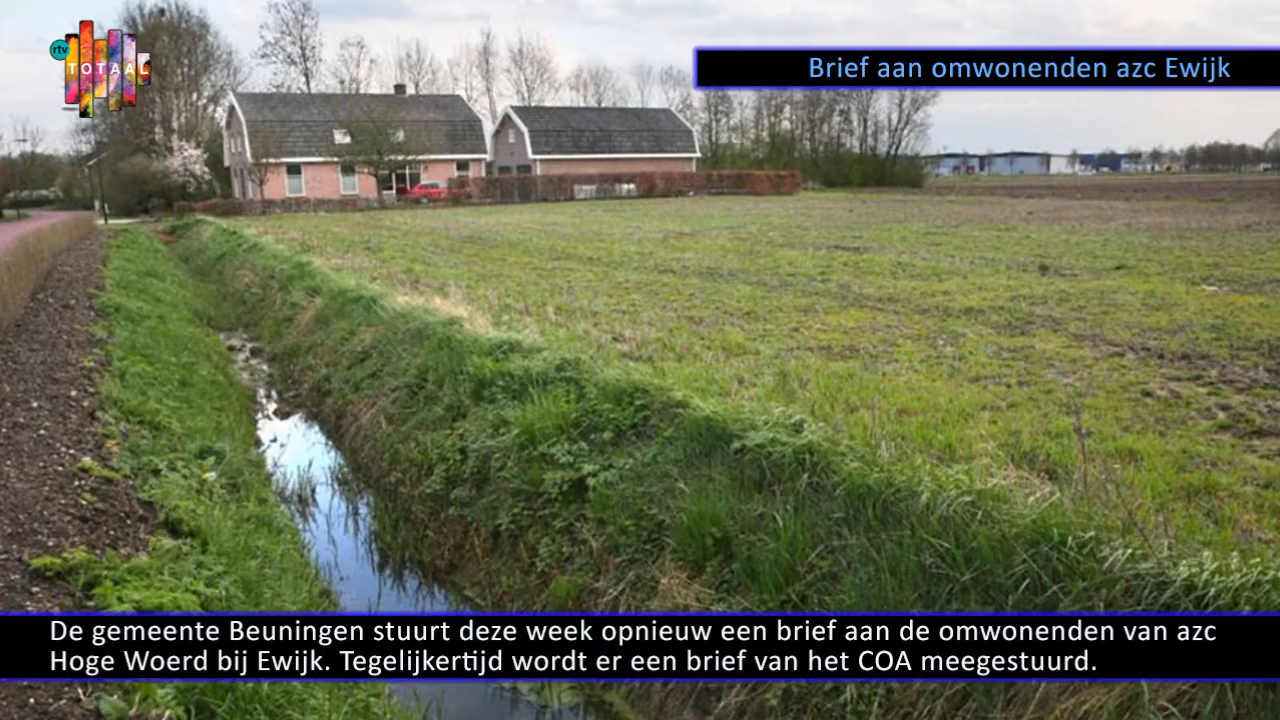 rtv
TOTAAL
Brief aan omwonenden azc Ewijk
De gemeente Beuningen stuurt deze week opnieuw een brief aan de omwonenden van azc
Hoge Woerd bij Ewijk. Tegelijkertijd wordt er een brief van het COA meegestuurd.